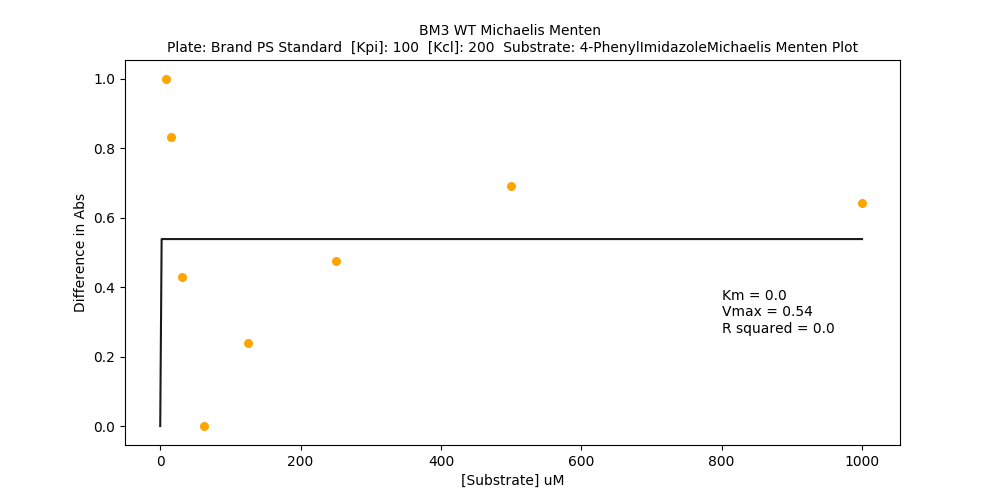 BM3 WT Michaelis Menten
Plate: Brand PS Standard  [Kpi]: 100  [Kcl]: 200  Substrate: 4-PhenylImidazoleMichaelis Menten Plot
1.0
0.8
0.6
0.4
0.2
0.0
Difference in Abs
Km = 0.0
Vmax = 0.54
R squared = 0.0
0 200 400 600 800 1000
[Substrate] uM